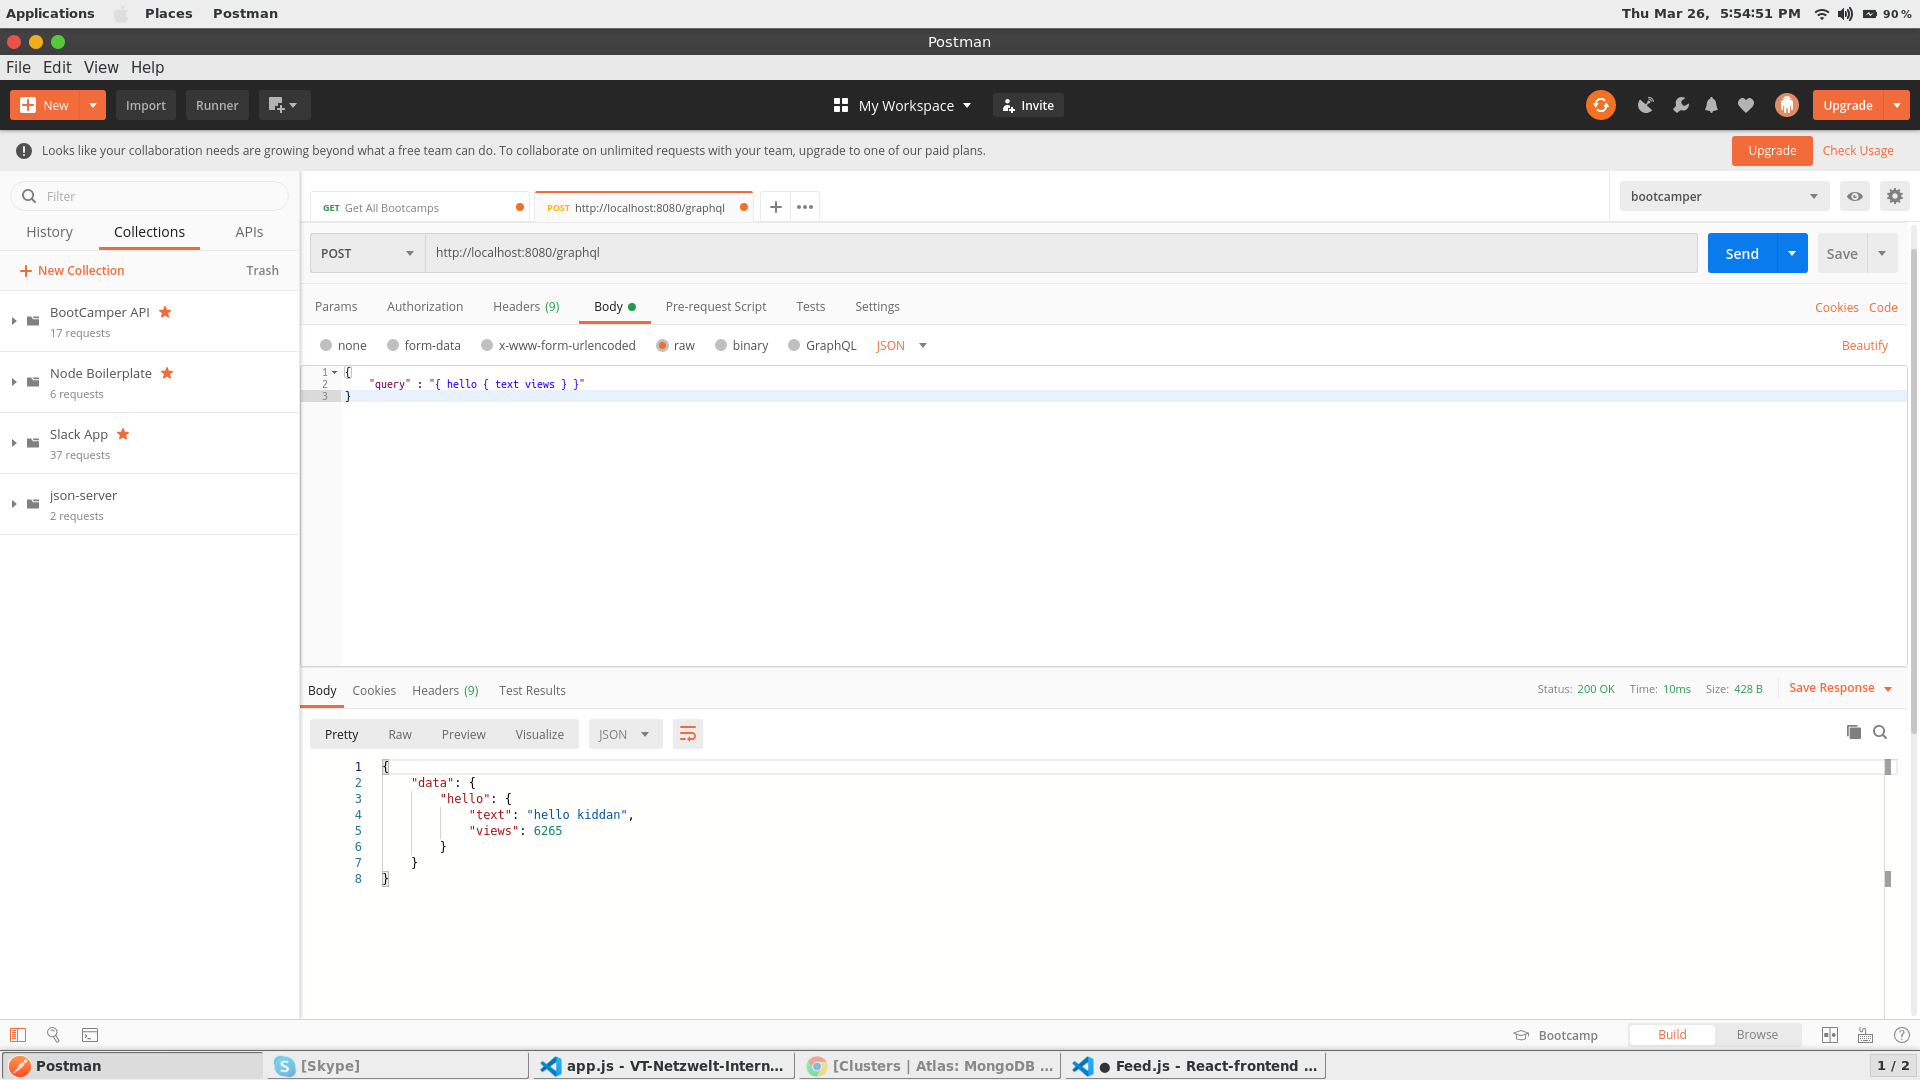 Applications Places Postman Thu Mar 26, 5:54:51 PM 90 %
Postman
File Edit View Help
New Import Runner My Workspace Invite Upgrade
Looks like your collaboration needs are growing beyond what a free team can do. To collaborate on unlimited requests with your team, upgrade to one of our paid plans. Upgrade Check Usage
Filter
GET Get All Bootcamps POST http://localhost:8080/graphql bootcamper
History Collections APIs
POST http://localhost:8080/graphql Send Save
New Collection Trash
Params Authorization Headers (9) Body Pre-request Script Tests Settings Cookies Code
BootCamper API
17 requests
none form-data x-www-form-urlencoded raw binary GraphQL JSON Beautify
Node Boilerplate
6 requests
Slack App
37 requests
json-server
2 requests
1 {
2 "query" : "{ hello { text views } }"
3 }
Body Cookies Headers (9) Test Results Status: 200 OK Time: 10ms Size: 428 B Save Response
Pretty Raw Preview Visualize JSON
1 {
2 "data": {
3 "hello": {
4 "text": "hello kiddan",
5 "views": 6265
6 }
7 }
8 }
Bootcamp Build Browse
Postman [Skype] app.js - VT-Netzwelt-Intern... [Clusters | Atlas: MongoDB ... ● Feed.js - React-frontend ... 1 / 2